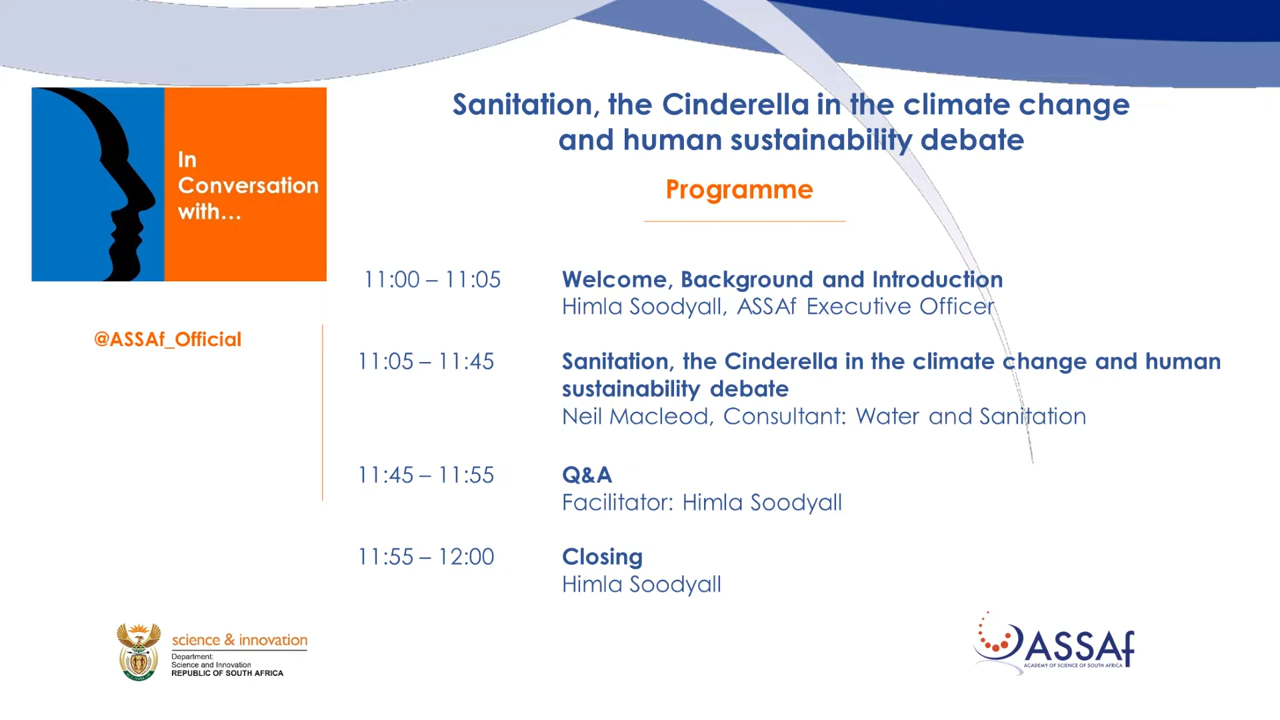 Sanitation, the Cinderella in the climate change
and human sustainability debate
Programme
In
Conversation
with...
@ASSAf_Official
11:00 – 11:05 Welcome, Background and Introduction
Himla Soodyall, ASSAf Executive Officer
11:05 – 11:45 Sanitation, the Cinderella in the climate change and human
sustainability debate
Neil Macleod, Consultant: Water and Sanitation
11:45 – 11:55 Q&A
Facilitator: Himla Soodyall
11:55 – 12:00 Closing
Himla Soodyall
science & innovation
Department:
Science and Innovation
REPUBLIC OF SOUTH AFRICA
ASSAf
ACADEMY OF SCIENCE OF SOUTH AFRICA